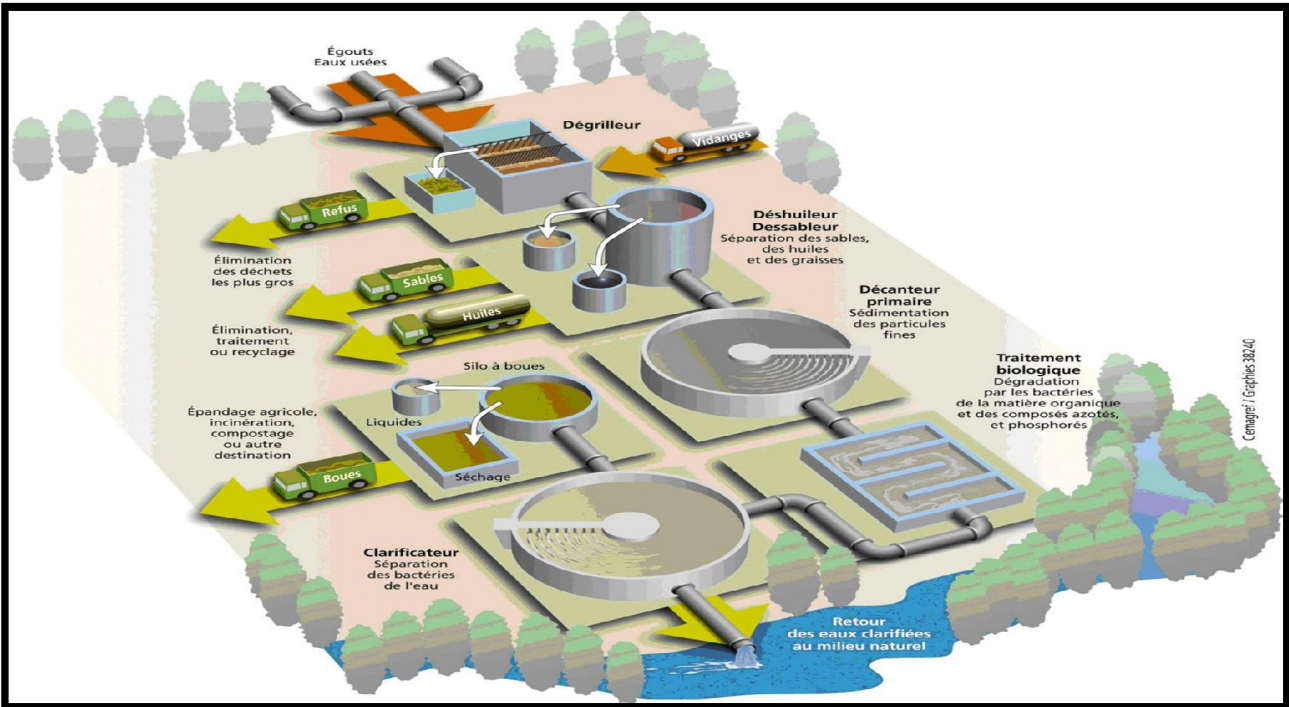 Égouts
Eaux usées
Dégrilleur
Vidanges
Refus
Élimination
des déchets
les plus gros
Déshuileur
Dessableur
Séparation des sables,
des huiles
et des graisses
Sables
Huiles
Élimination,
traitement
ou recyclage
Décanteur
primaire
Sédimentation
des particules
fines
Traitement
biologique
Dégradation
par les bactéries
de la matière organique
et des composés azotés,
et phosphorés
Silo à boues
Liquides
Séchage
Épandage agricole,
incinération,
compostage
ou autre
destination
Boues
Clarificateur
Séparation
des bactéries
de l'eau
Retour
des eaux clarifiées
au milieu naturel
Cemagref / Graphies 38240